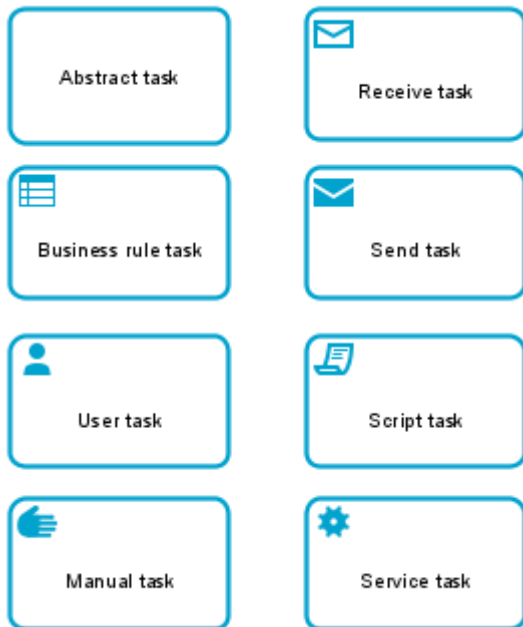 Abstract task
Receive task
Business rule task
Send task
User task
Script task
Manual task
Service task